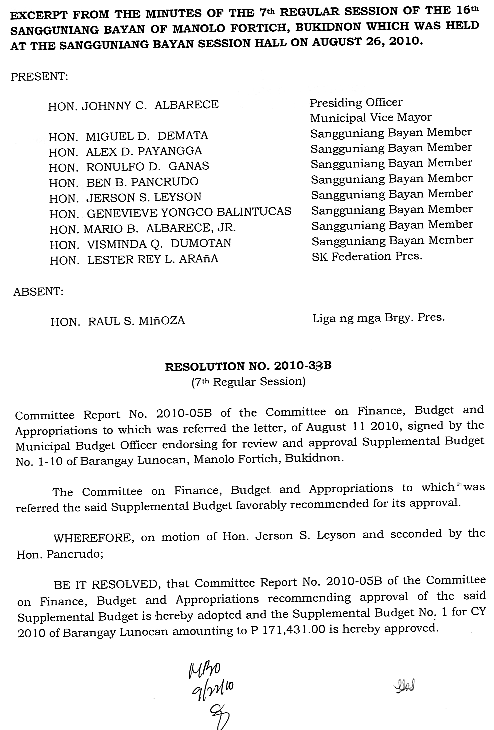 EXCERPT FROM THE MINUTES OF THE 7th REGULAR SESSION OF THE 16th
SANGGUNIANG BAYAN OF MANOLO FORTICH, BUKIDNON WHICH WAS HELD
AT THE SANGGUNIANG BAYAN SESSION HALL ON AUGUST 26, 2010.
PRESENT:
HON. JOHNNY C. ALBARECE Presiding Officer
Municipal Vice Mayor
HON. MIGUEL D. DEMATA Sangguniang Bayan Member
HON. ALEX D. PAYANGGA Sangguniang Bayan Member
HON. RONULFO D. GANAS Sangguniang Bayan Member
HON. BEN B. PANCRUDO Sangguniang Bayan Member
HON. JERSON S. LEYSON Sangguniang Bayan Member
HON. GENEVIEVE YONGCO BALINTUCAS Sangguniang Bayan Member
HON. MARIO B. ALBARECE, JR. Sangguniang Bayan Member
HON. VISMINDA Q. DUMOTAN Sangguniang Bayan Member
HON. LESTER REY L. ARAñA SK Federation Pres.
ABSENT:
HON. RAUL S. MIñOZA Liga ng mga Brgy. Pres.
RESOLUTION NO. 2010-33B
(7th Regular Session)
Committee Report No. 2010-05B of the Committee on Finance, Budget and
Appropriations to which was referred the letter, of August 11 2010, signed by the
Municipal Budget Officer endorsing for review and approval Supplemental Budget
No. 1-10 of Barangay Lunocan, Manolo Fortich, Bukidnon.
The Committee on Finance, Budget and Appropriations to which was
referred the said Supplemental Budget favorably recommended for its approval.
WHEREFORE, on motion of Hon. Jerson S. Leyson and seconded by the
Hon. Pancrudo;
BE IT RESOLVED, that Committee Report No. 2010-05B of the Committee
on Finance, Budget and Appropriations recommending approval of the said
Supplemental Budget is hereby adopted and the Supplemental Budget No. 1 for CY
2010 of Barangay Lunocan amounting to P 171,431.00 is hereby approved.
MBO